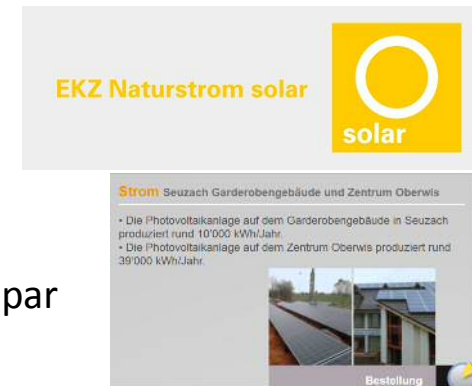 EKZ Naturstrom solar
solar
Strom Seuzach Garderobengebäude und Zentrum Oberwis
• Die Photovoltaikanlage auf dem Garderobengebäude in Seuzach
produziert rund 10'000 kWh/Jahr.
• Die Photovoltaikanlage auf dem Zentrum Oberwis produziert rund
39'000 kWh/Jahr.
par
Bestellung